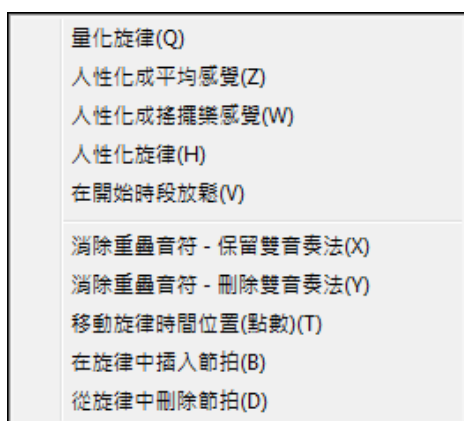 量化旋律(Q)
人性化成平均感覺(Z)
人性化成搖擺樂感覺(W)
人性化旋律(H)
在開始時段放鬆(V)
消除重疊音符 - 保留雙音奏法(X)
消除重疊音符 - 刪除雙音奏法(Y)
移動旋律時間位置(點數)(T)
在旋律中插入節拍(B)
從旋律中刪除節拍(D)